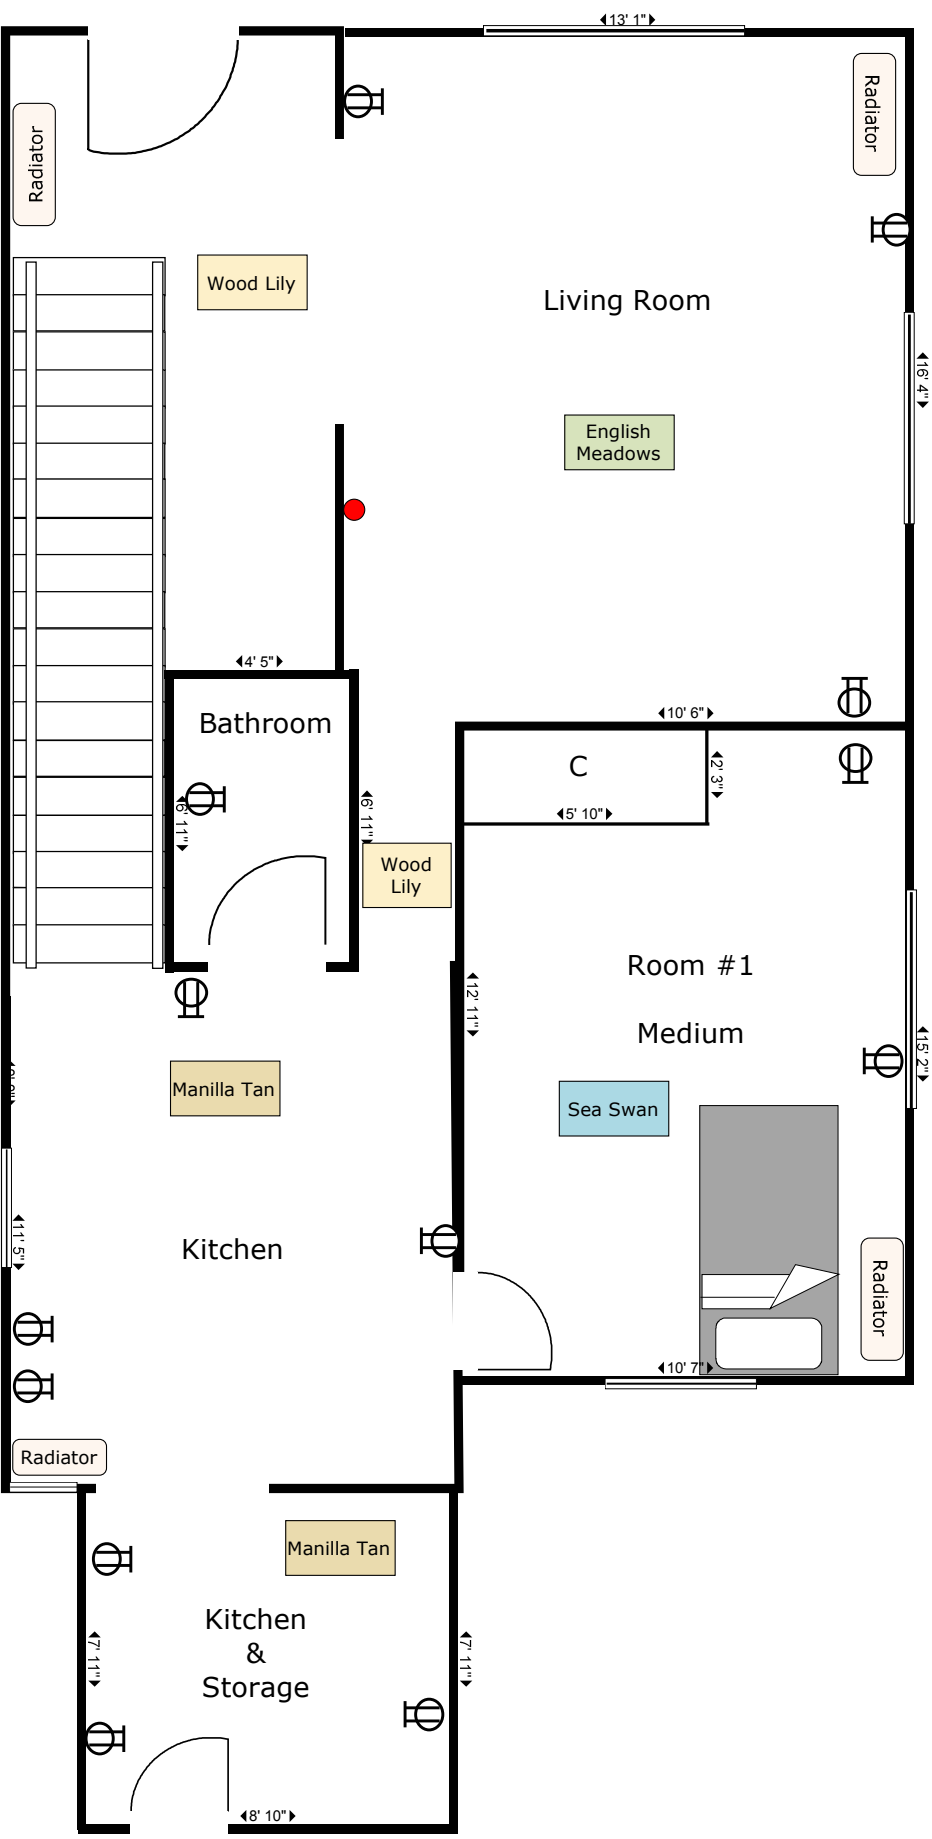 13' 1"
Radiator
Radiator
Wood Lily
Living Room
16' 4"
English
Meadows
4' 5"
10' 6"
Bathroom
C
2' 3"
6' 11"
6' 11"
5' 10"
Wood
Lily
Room #1
12' 11"
Medium
15' 2"
Manilla Tan
Sea Swan
11' 5"
Kitchen
Radiator
10' 7"
Radiator
Manilla Tan
Kitchen
&
Storage
7' 11"
7' 11"
8' 10"